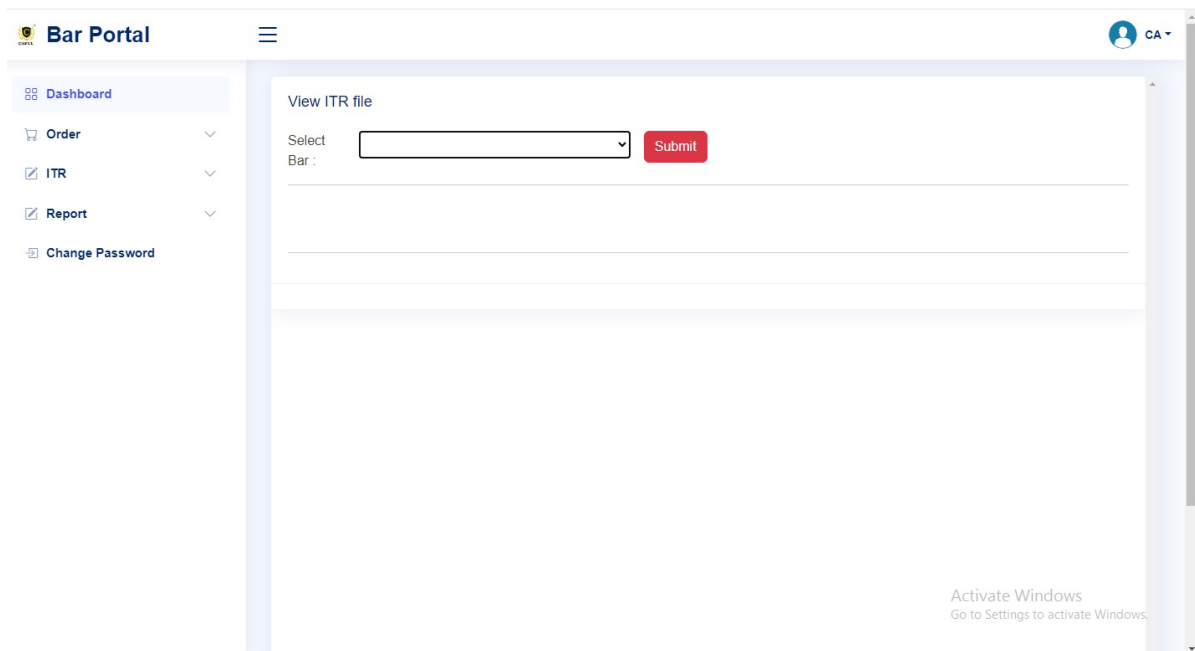 Bar Portal
CA
Dashboard
Order
ITR
Report
Change Password
View ITR file
Select
Bar :
Submit
Activate Windows
Go to Settings to activate Windows.